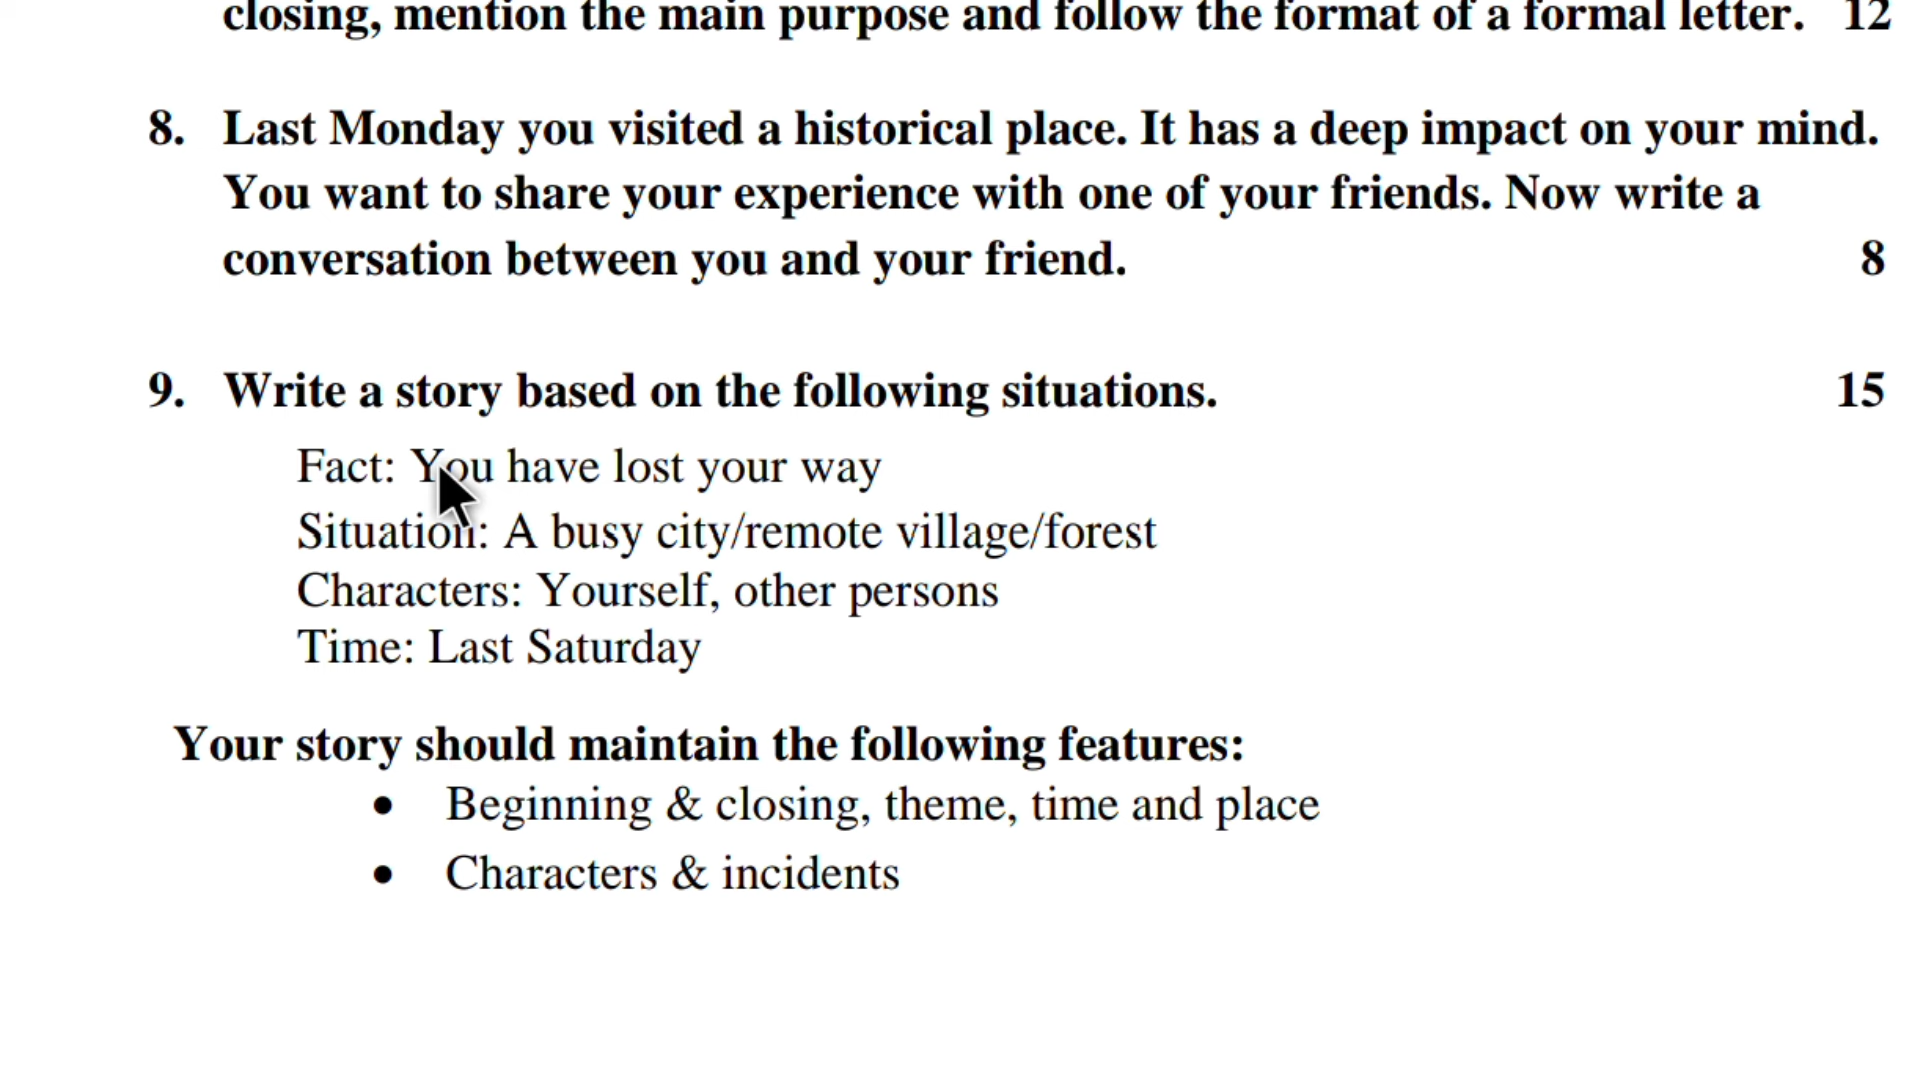 closing, mention the main purpose and follow the format of a formal letter. 12
8. Last Monday you visited a historical place. It has a deep impact on your mind.
You want to share your experience with one of your friends. Now write a
conversation between you and your friend. 8
9. Write a story based on the following situations. 15
Fact: You have lost your way
Situation: A busy city/remote village/forest
Characters: Yourself, other persons
Time: Last Saturday
Your story should maintain the following features:
• Beginning & closing, theme, time and place
• Characters & incidents